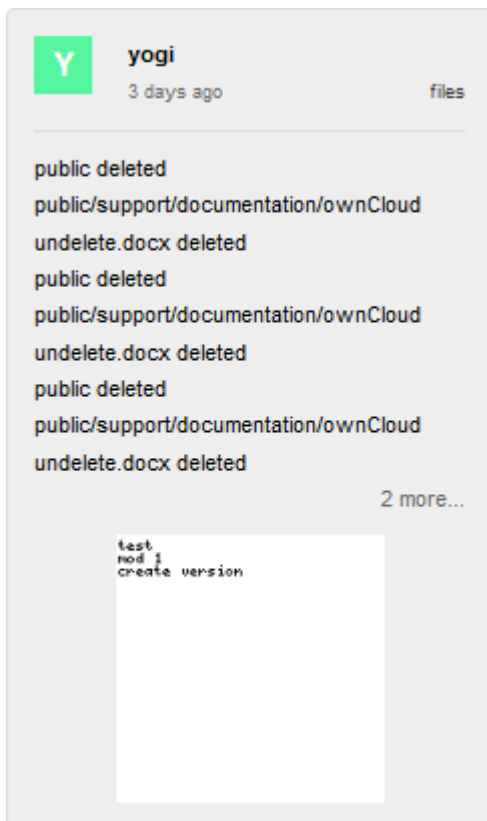 Y
yogi
3 days ago
files
public deleted
public/support/documentation/ownCloud
undelete.docx deleted
public deleted
public/support/documentation/ownCloud
undelete.docx deleted
public deleted
public/support/documentation/ownCloud
undelete.docx deleted
2 more...
test
mod 1
create version